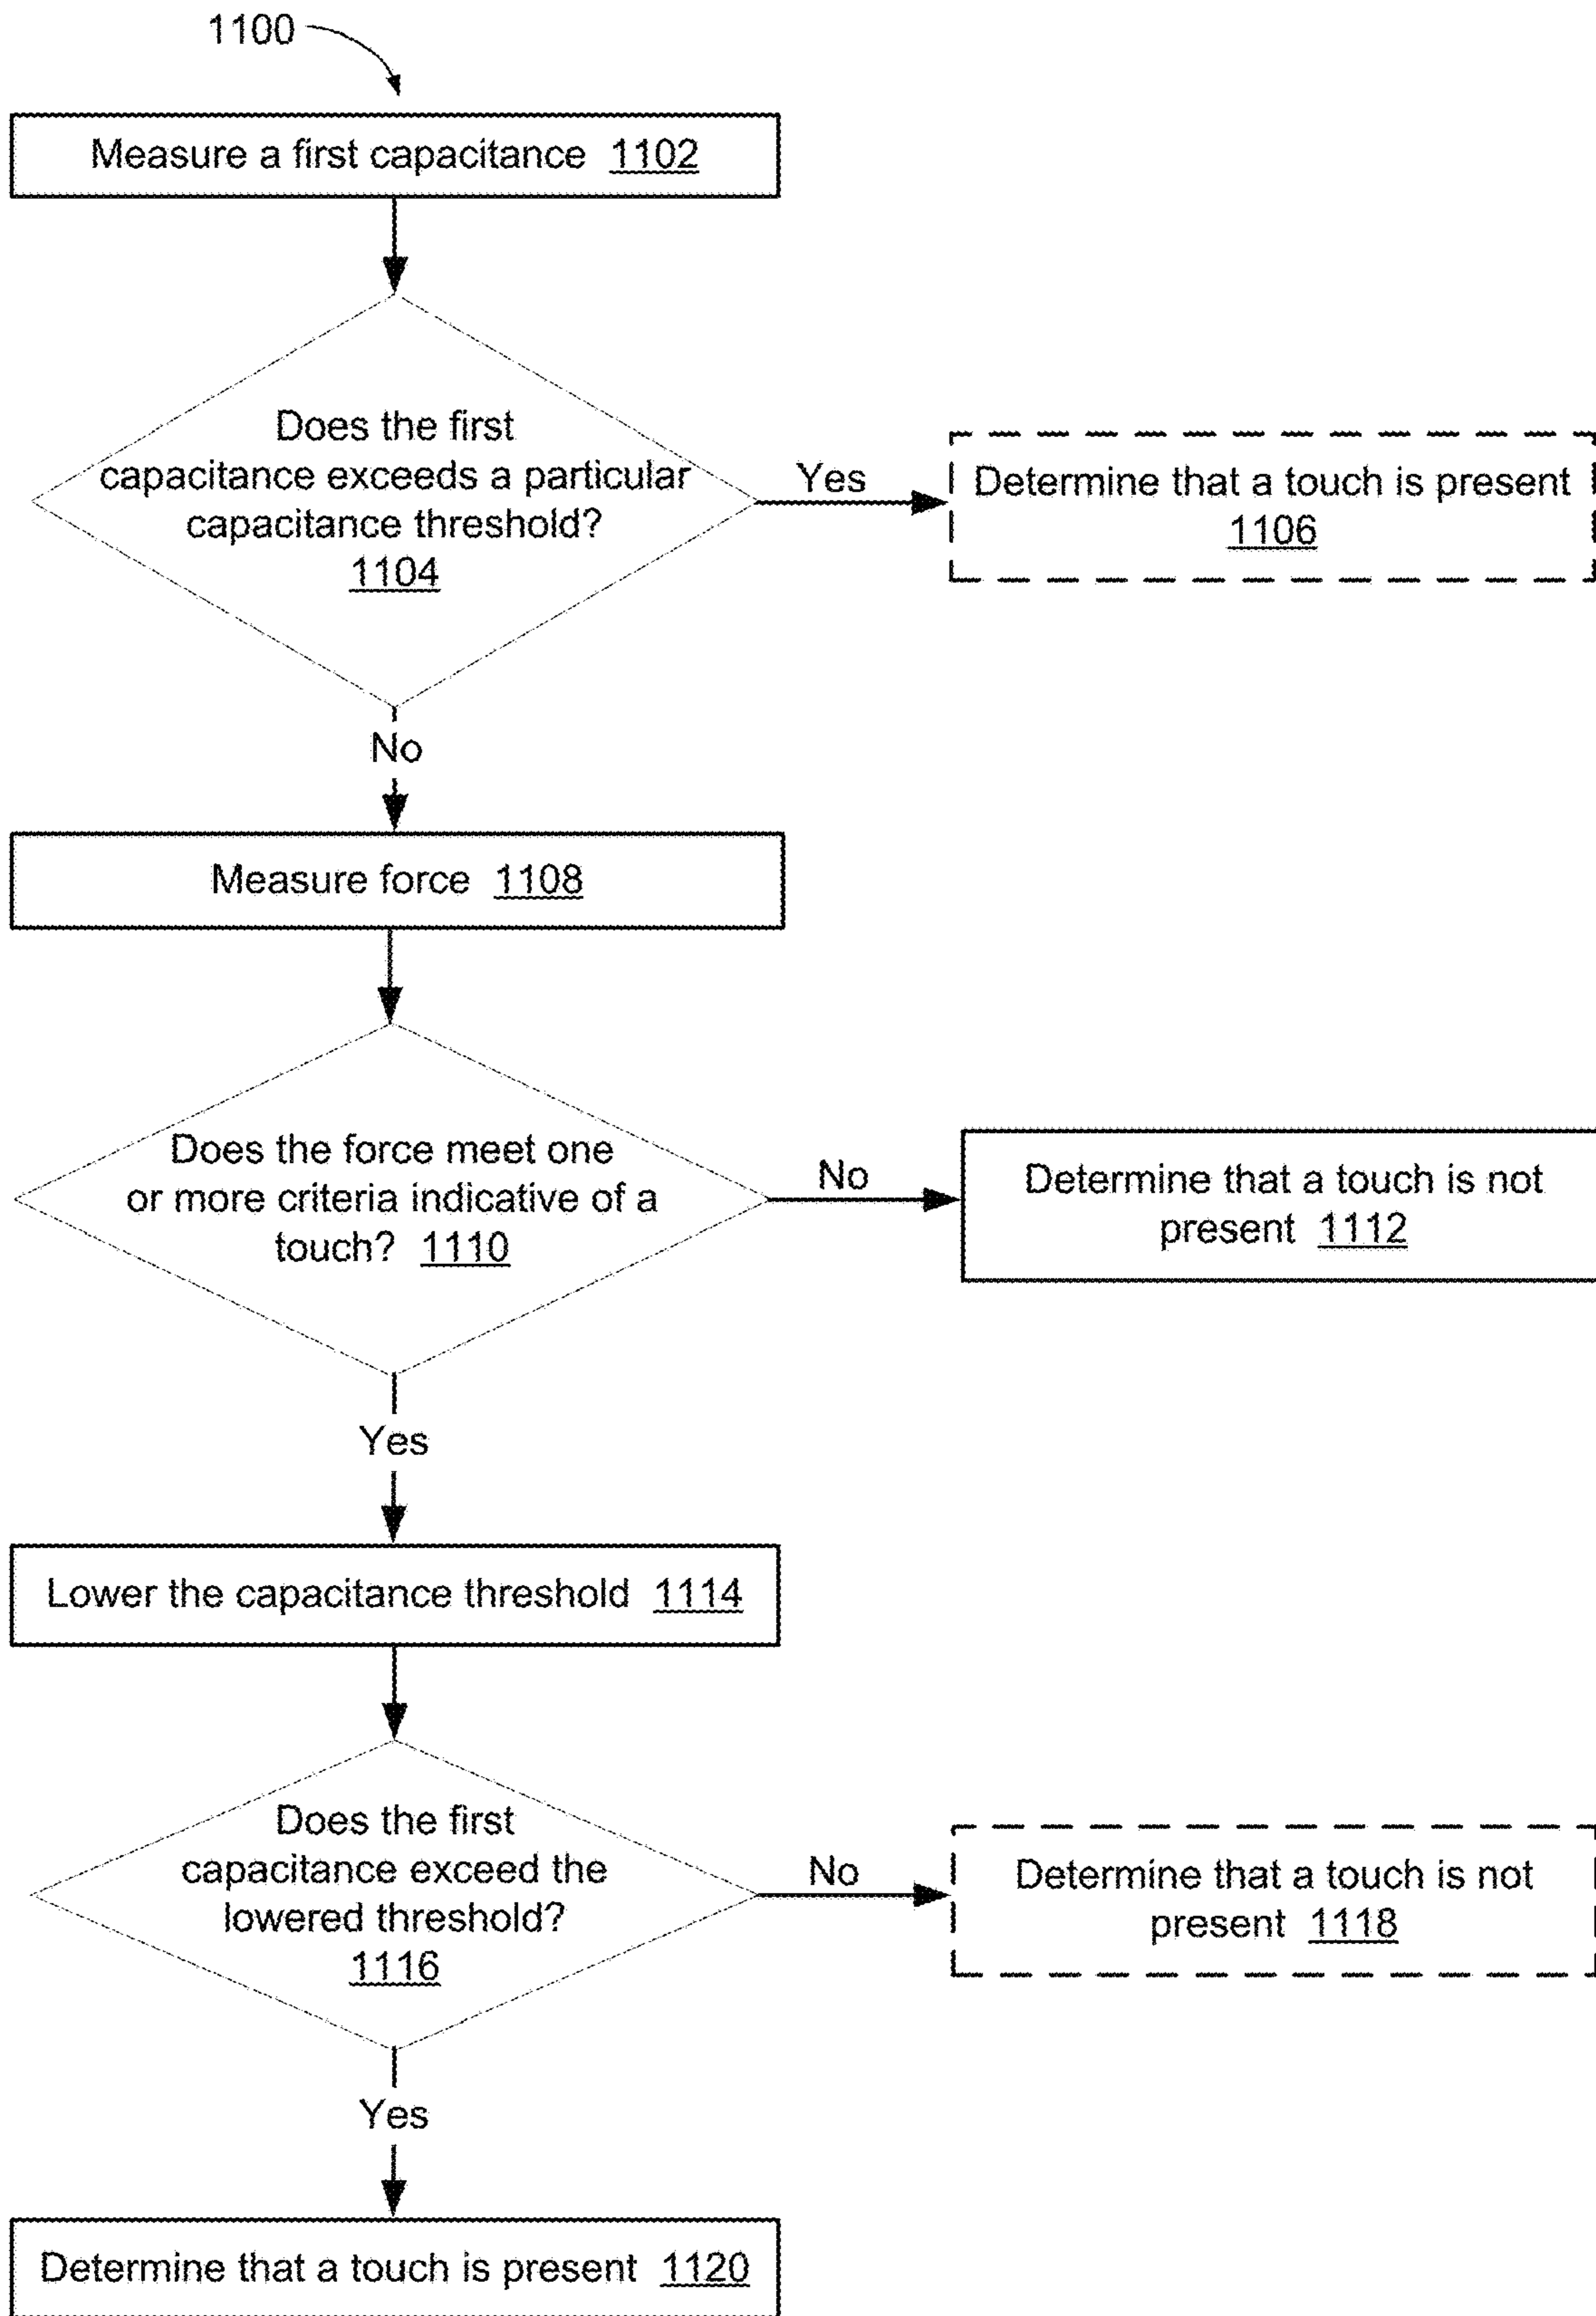 1100
Measure a first capacitance 1102
Does the first
capacitance exceeds a particular
capacitance threshold?
1104
Yes
Determine that a touch is present
1106
No
Measure force 1108
Does the force meet one
or more criteria indicative of a
touch? 1110
No
Determine that a touch is not
present 1112
Yes
Lower the capacitance threshold 1114
Does the first
capacitance exceed the
lowered threshold?
1116
No
Determine that a touch is not
present 1118
Yes
Determine that a touch is present 1120